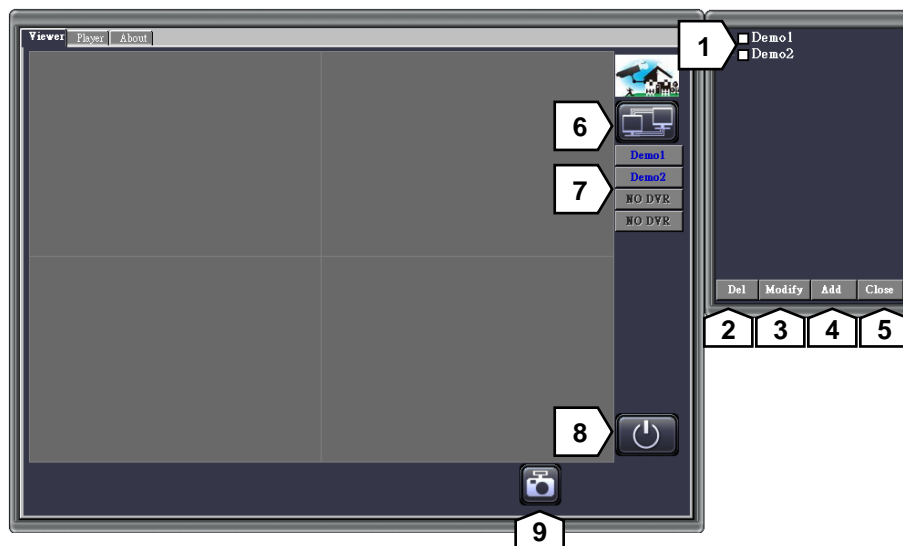 Viewer Player About
1
Demo1
Demo2
6
Demo1
7
Demo2
NO DVR
NO DVR
Del Modify Add Close
2 3 4 5
8
9